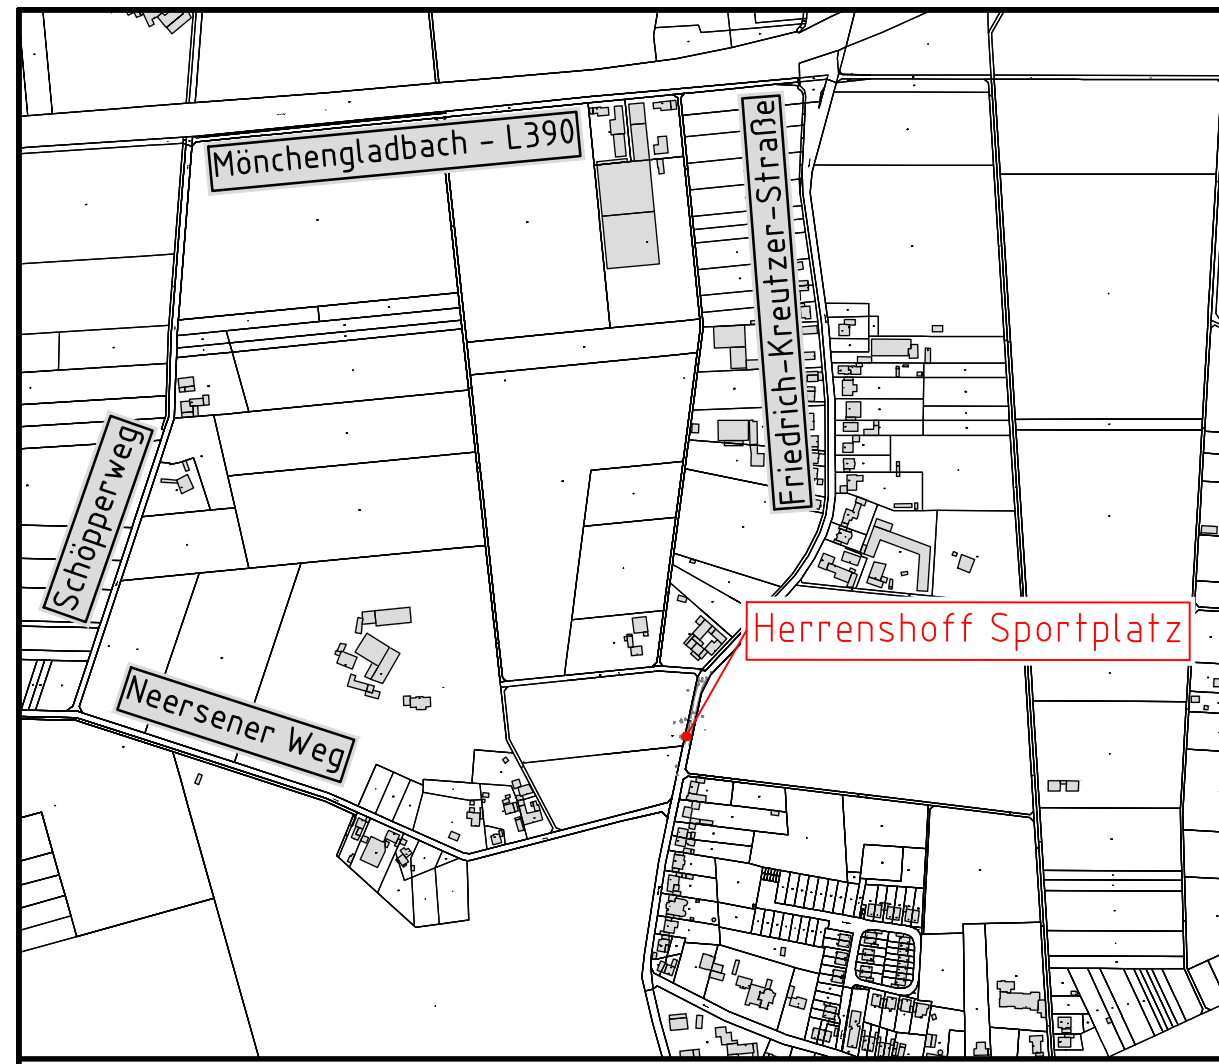 Mönchengladbach - L390
Friedrich-Kreutzer-Straße
Schöpperweg
Herrenshoff Sportplatz
Neersener Weg